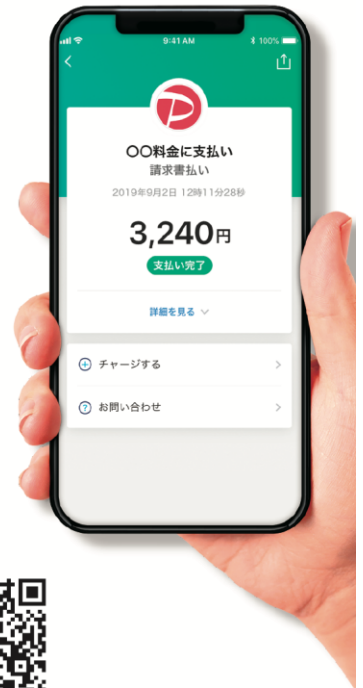 9:41 AM
100%
〇〇料金に支払い
請求書払い
2019年9月2日 12時11分28秒
3,240円
支払い完了
詳細を見る
チャージする
お問い合わせ